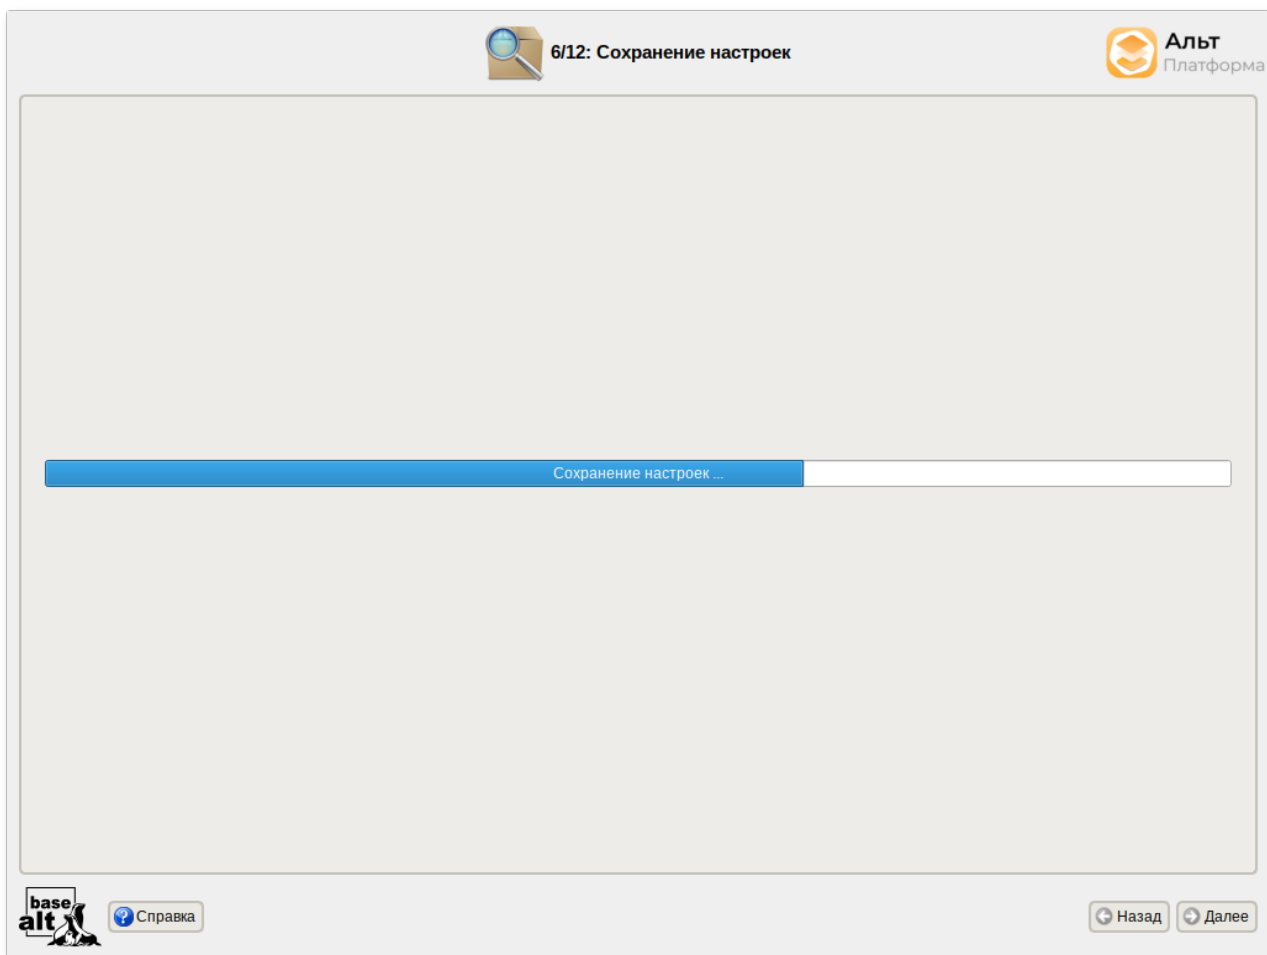 6/12: Сохранение настроек
Альт
Платформа
Сохранение настроек ...
base
alt
Справка
Назад
Далее